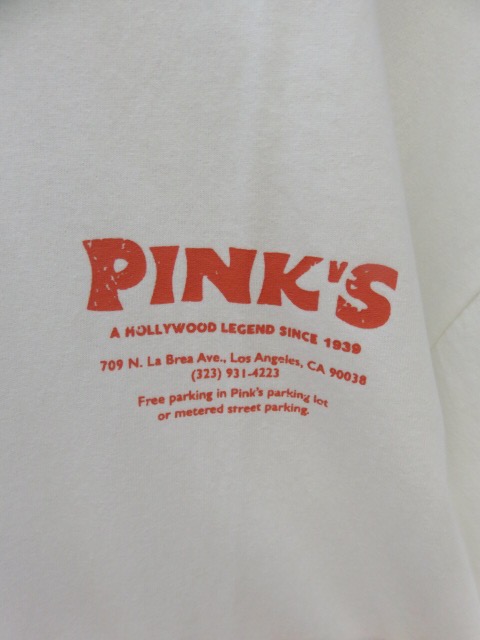 PINK'S
A HOLLYWOOD LEGEND SINCE 1939
709 N. La Brea Ave., Los Angeles, CA 90038
(323) 931-4223
Free parking in Pink's parking lot
or metered street parking.